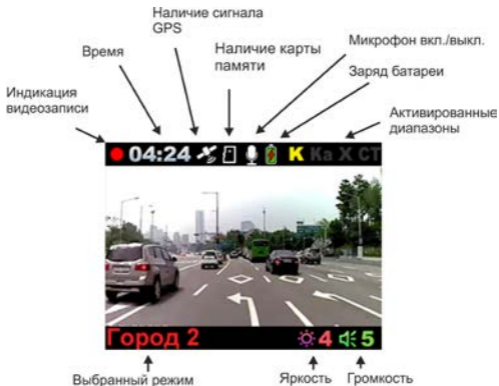 Наличие сигнала
GPS
Время
Наличие карты
памяти
Микрофон вкл./выкл.
Заряд батареи
Индикация
видеозаписи
Активированные
диапазоны
04:24 K Ka X CT
Город 2 4 5
Выбранный режим
Яркость Громкость